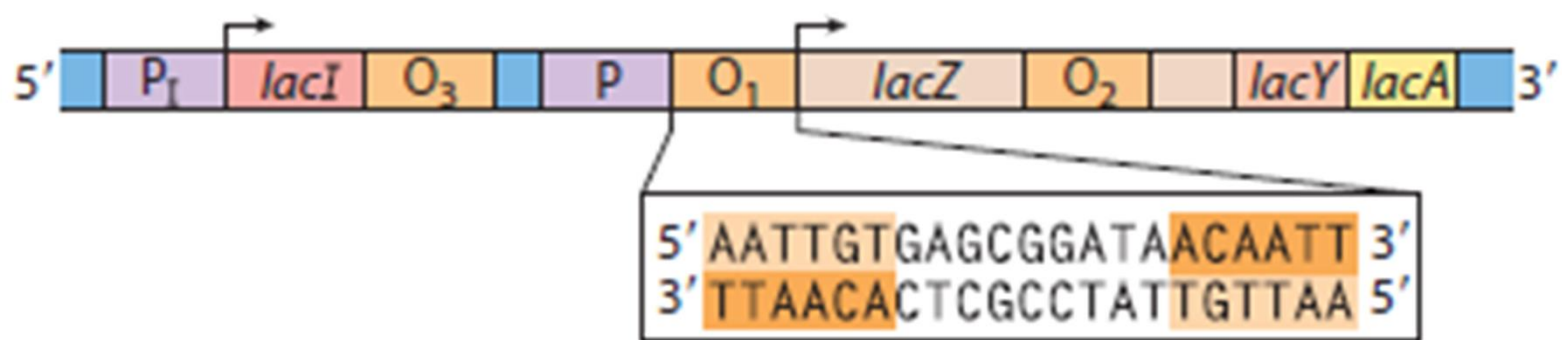 5′ P_I lacI O₃ P O₁ lacZ O₂ lacY lacA 3′
5′ AATTGTGAGCGGATAACAATT 3′
3′ TTAACACTCGCCTATTGTTAA 5′